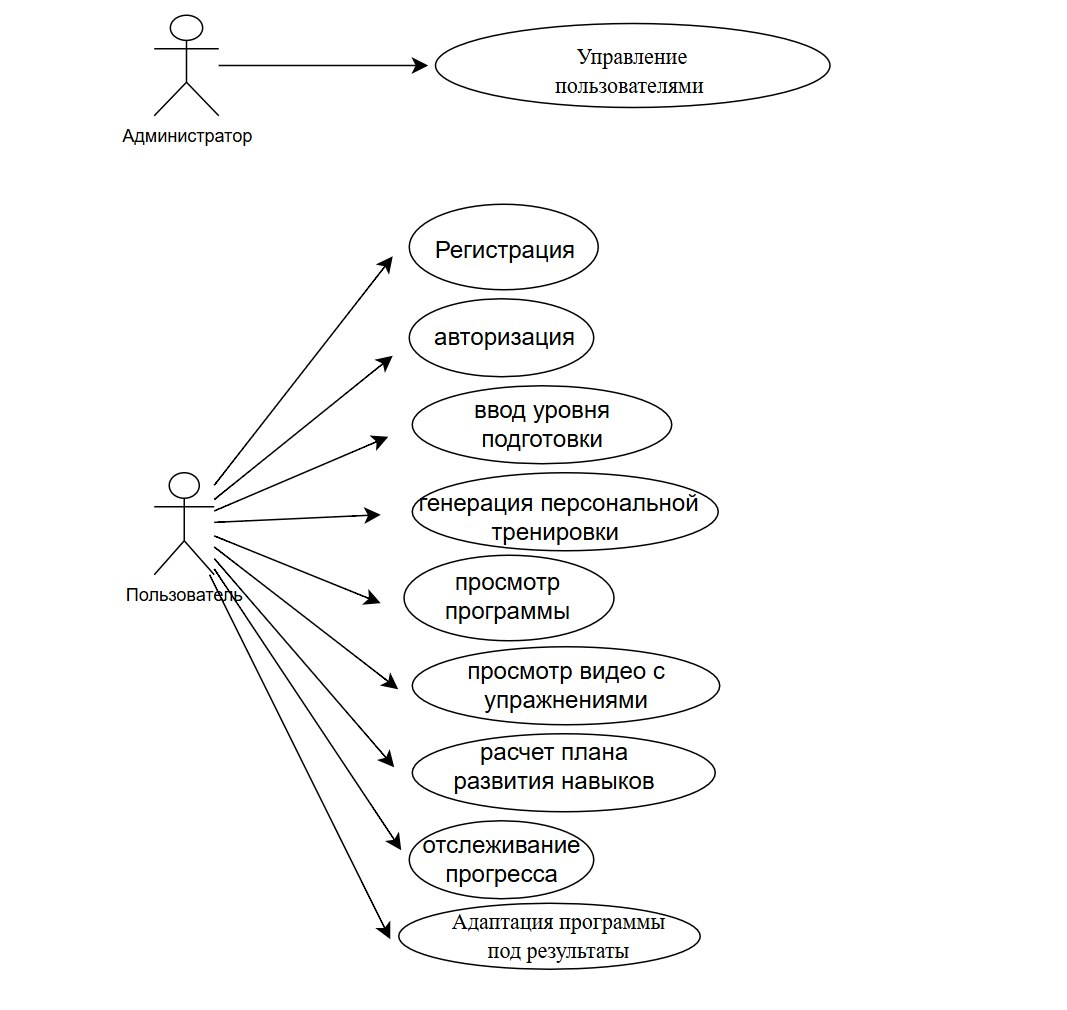 Управление
пользователями
Администратор
Регистрация
авторизация
ввод уровня
подготовки
генерация персональной
тренировки
просмотр
программы
Пользователь
просмотр видео с
упражнениями
расчет плана
развития навыков
отслеживание
прогресса
Адаптация программы
под результаты